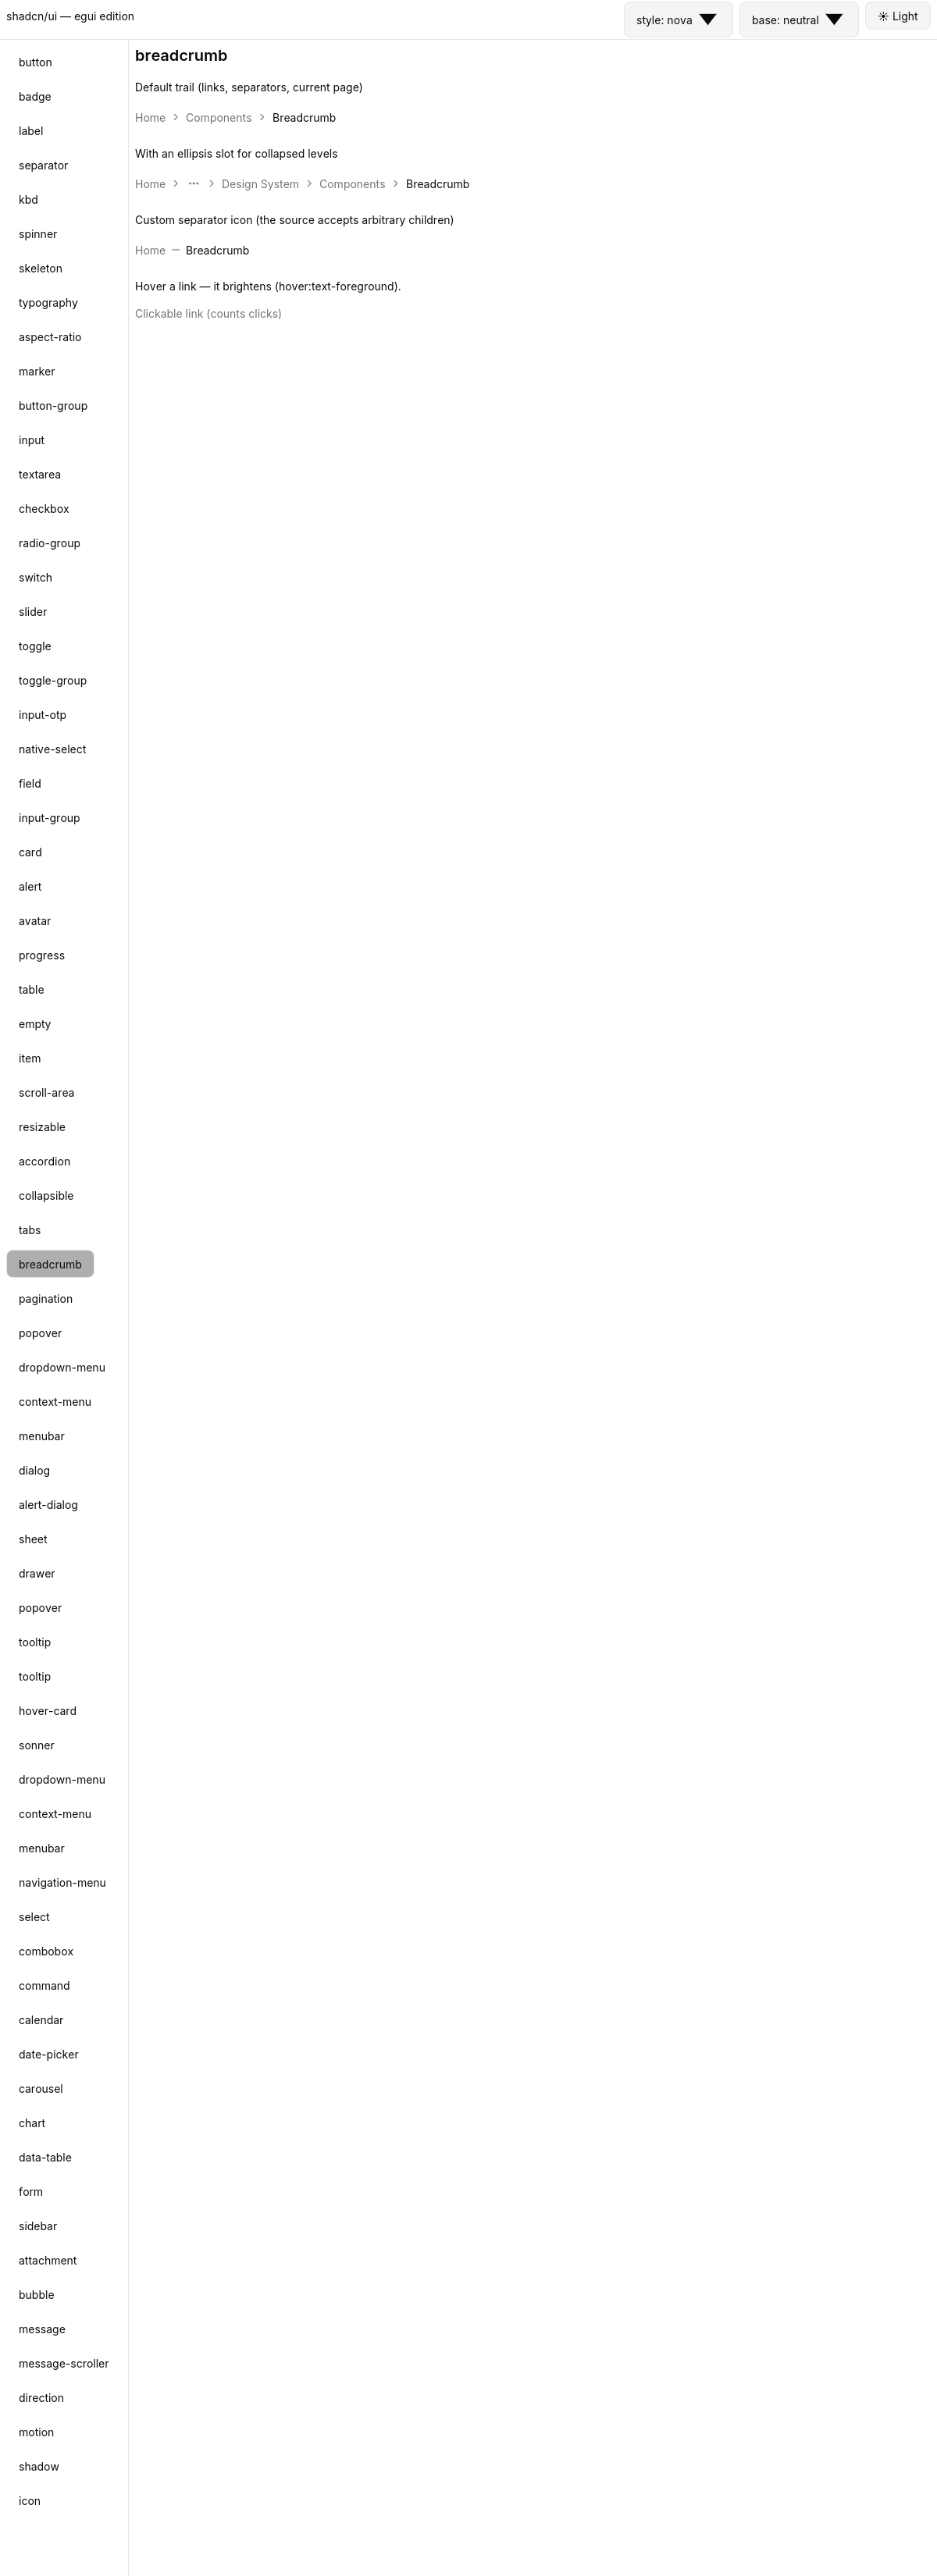 shadcn/ui — egui edition
style: nova
base: neutral
☀ Light
button
badge
label
separator
kbd
spinner
skeleton
typography
aspect-ratio
marker
button-group
input
textarea
checkbox
radio-group
switch
slider
toggle
toggle-group
input-otp
native-select
field
input-group
card
alert
avatar
progress
table
empty
item
scroll-area
resizable
accordion
collapsible
tabs
breadcrumb
pagination
popover
dropdown-menu
context-menu
menubar
dialog
alert-dialog
sheet
drawer
popover
tooltip
tooltip
hover-card
sonner
dropdown-menu
context-menu
menubar
navigation-menu
select
combobox
command
calendar
date-picker
carousel
chart
data-table
form
sidebar
attachment
bubble
message
message-scroller
direction
motion
shadow
icon
breadcrumb
Default trail (links, separators, current page)
Home > Components > Breadcrumb
With an ellipsis slot for collapsed levels
Home > ··· > Design System > Components > Breadcrumb
Custom separator icon (the source accepts arbitrary children)
Home — Breadcrumb
Hover a link — it brightens (hover:text-foreground).
Clickable link (counts clicks)